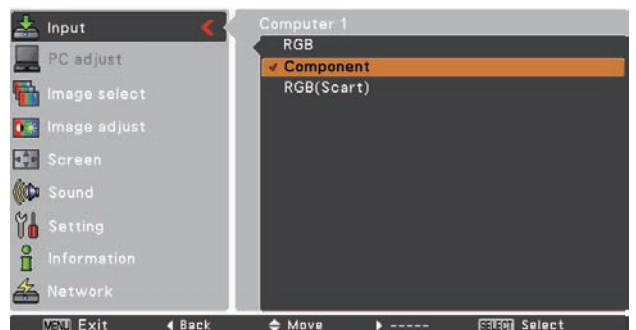 Input
PC adjust
Image select
Image adjust
Screen
Sound
Setting
Information
Network
Computer 1
RGB
Component
RGB(Scart)
MENU Exit Back Move ----- SELECT Select